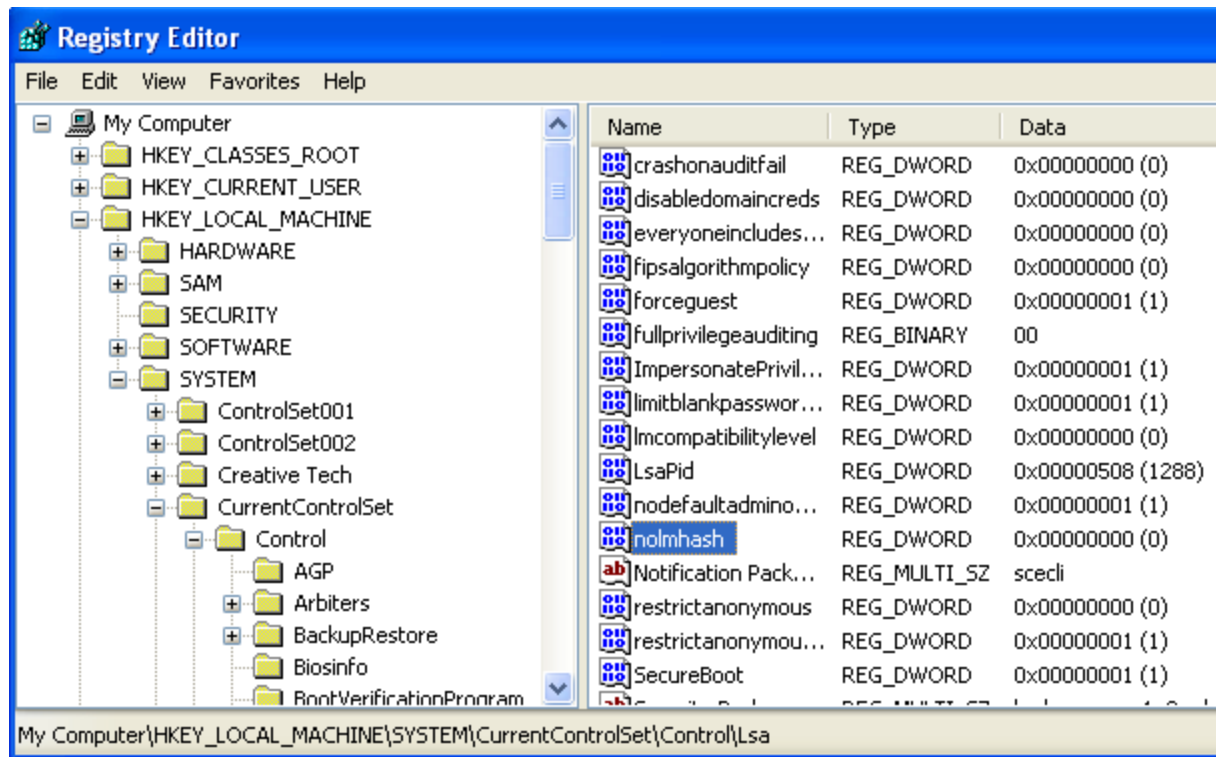 Registry Editor
File Edit View Favorites Help
My Computer
HKEY_CLASSES_ROOT
HKEY_CURRENT_USER
HKEY_LOCAL_MACHINE
HARDWARE
SAM
SECURITY
SOFTWARE
SYSTEM
ControlSet001
ControlSet002
Creative Tech
CurrentControlSet
Control
AGP
Arbiters
BackupRestore
Biosinfo
BootVerificationProgram
Name Type Data
crashonauditfail REG_DWORD 0x00000000 (0)
disabledomaincreds REG_DWORD 0x00000000 (0)
everyoneincludes... REG_DWORD 0x00000000 (0)
fipsalgorithmpolicy REG_DWORD 0x00000000 (0)
forceguest REG_DWORD 0x00000001 (1)
fullprivilegeauditing REG_BINARY 00
ImpersonatePrivil... REG_DWORD 0x00000001 (1)
limitblankpasswor... REG_DWORD 0x00000001 (1)
lmcompatibilitylevel REG_DWORD 0x00000000 (0)
LsaPid REG_DWORD 0x00000508 (1288)
nodefaultadmino... REG_DWORD 0x00000001 (1)
nolmhash REG_DWORD 0x00000000 (0)
Notification Pack... REG_MULTI_SZ scecli
restrictanonymous REG_DWORD 0x00000000 (0)
restrictanonymou... REG_DWORD 0x00000001 (1)
SecureBoot REG_DWORD 0x00000001 (1)
My Computer\HKEY_LOCAL_MACHINE\SYSTEM\CurrentControlSet\Control\Lsa